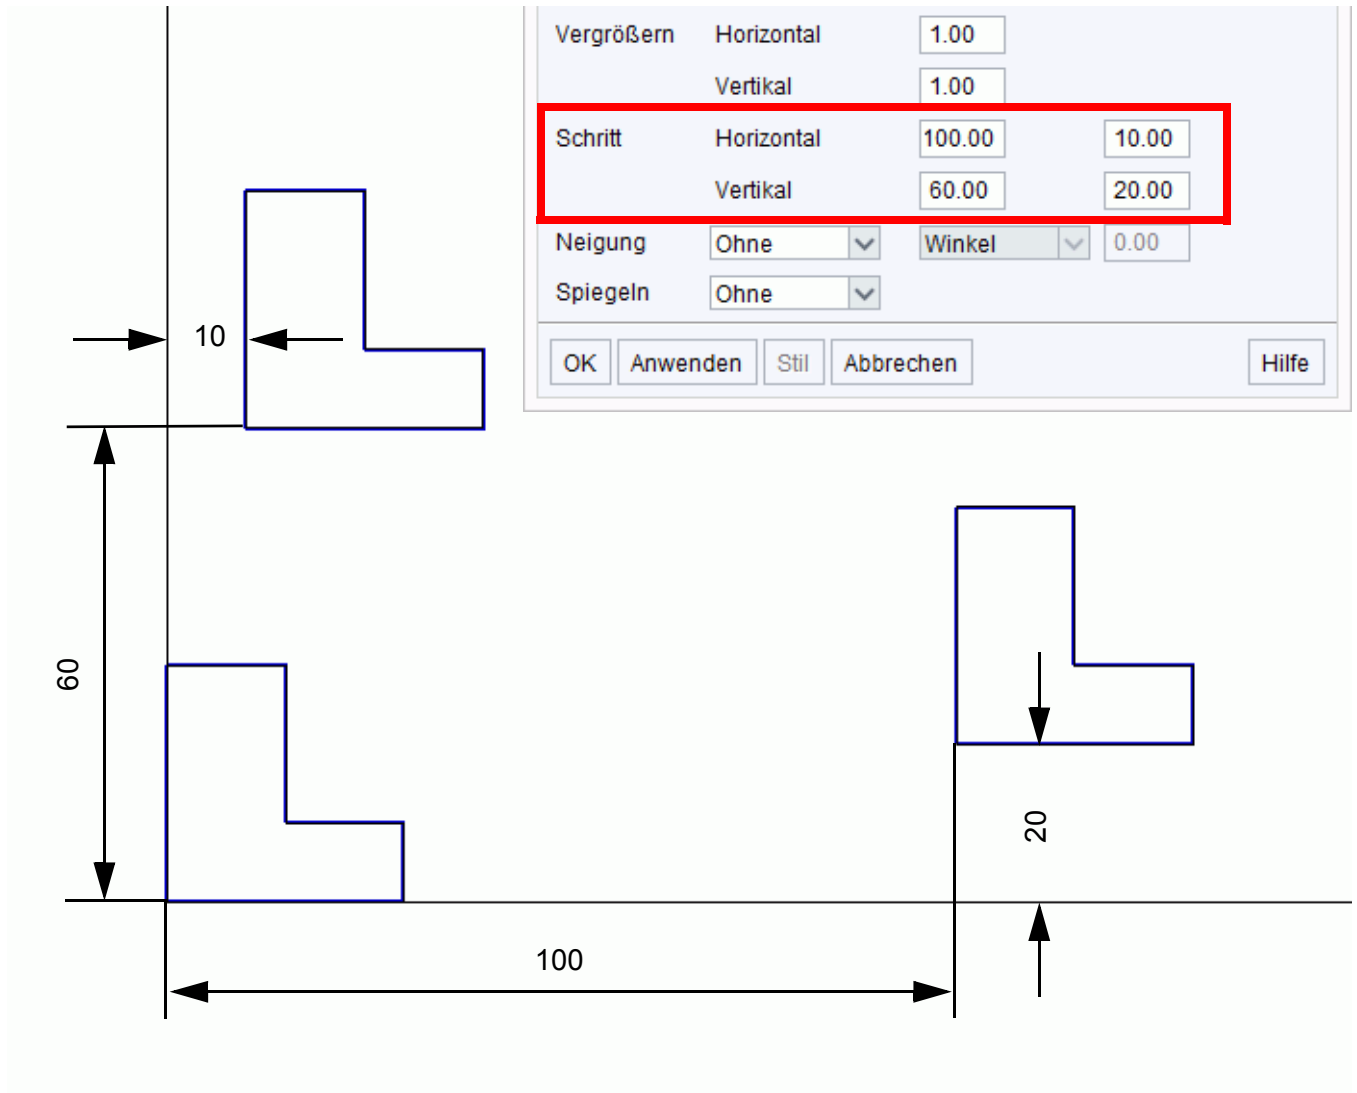 Vergrößern Horizontal 1.00
Vertikal 1.00
Schritt Horizontal 100.00 10.00
Vertikal 60.00 20.00
Neigung Ohne Winkel 0.00
Spiegeln Ohne
OK Anwenden Stil Abbrechen Hilfe
10
60
20
100